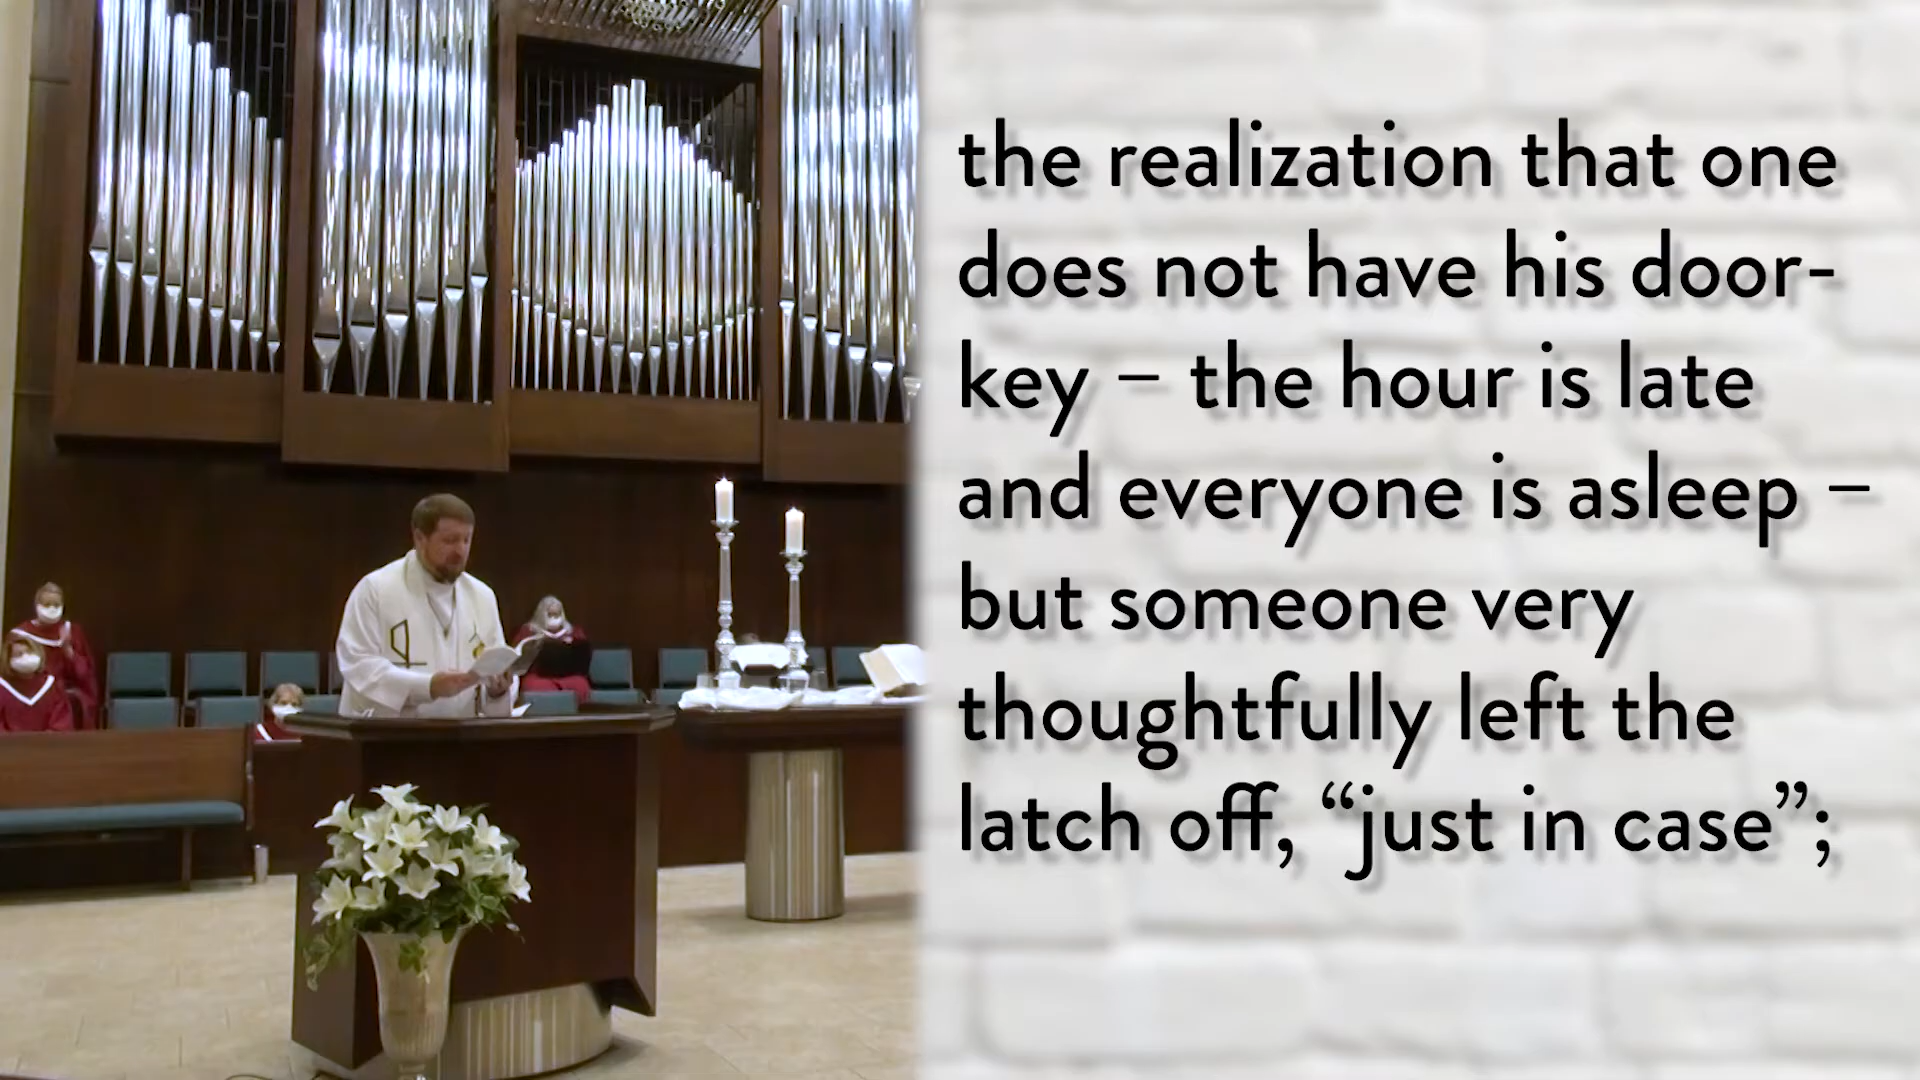 the realization that one
does not have his door-
key – the hour is late
and everyone is asleep –
but someone very
thoughtfully left the
latch off, “just in case”;